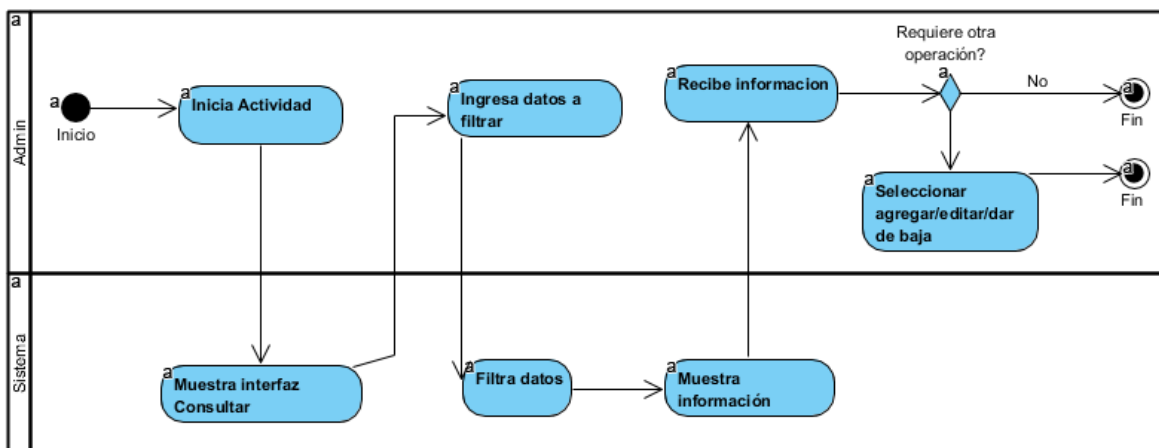 a
Admin
a
Inicio
a
Inicia Actividad
a
Ingresa datos a
filtrar
a
Recibe informacion
Requiere otra
operación?
a
No
a
Fin
a
Seleccionar
agregar/editar/dar
de baja
a
Fin
a
Sistema
a
Muestra interfaz
Consultar
a
Filtra datos
a
Muestra
información